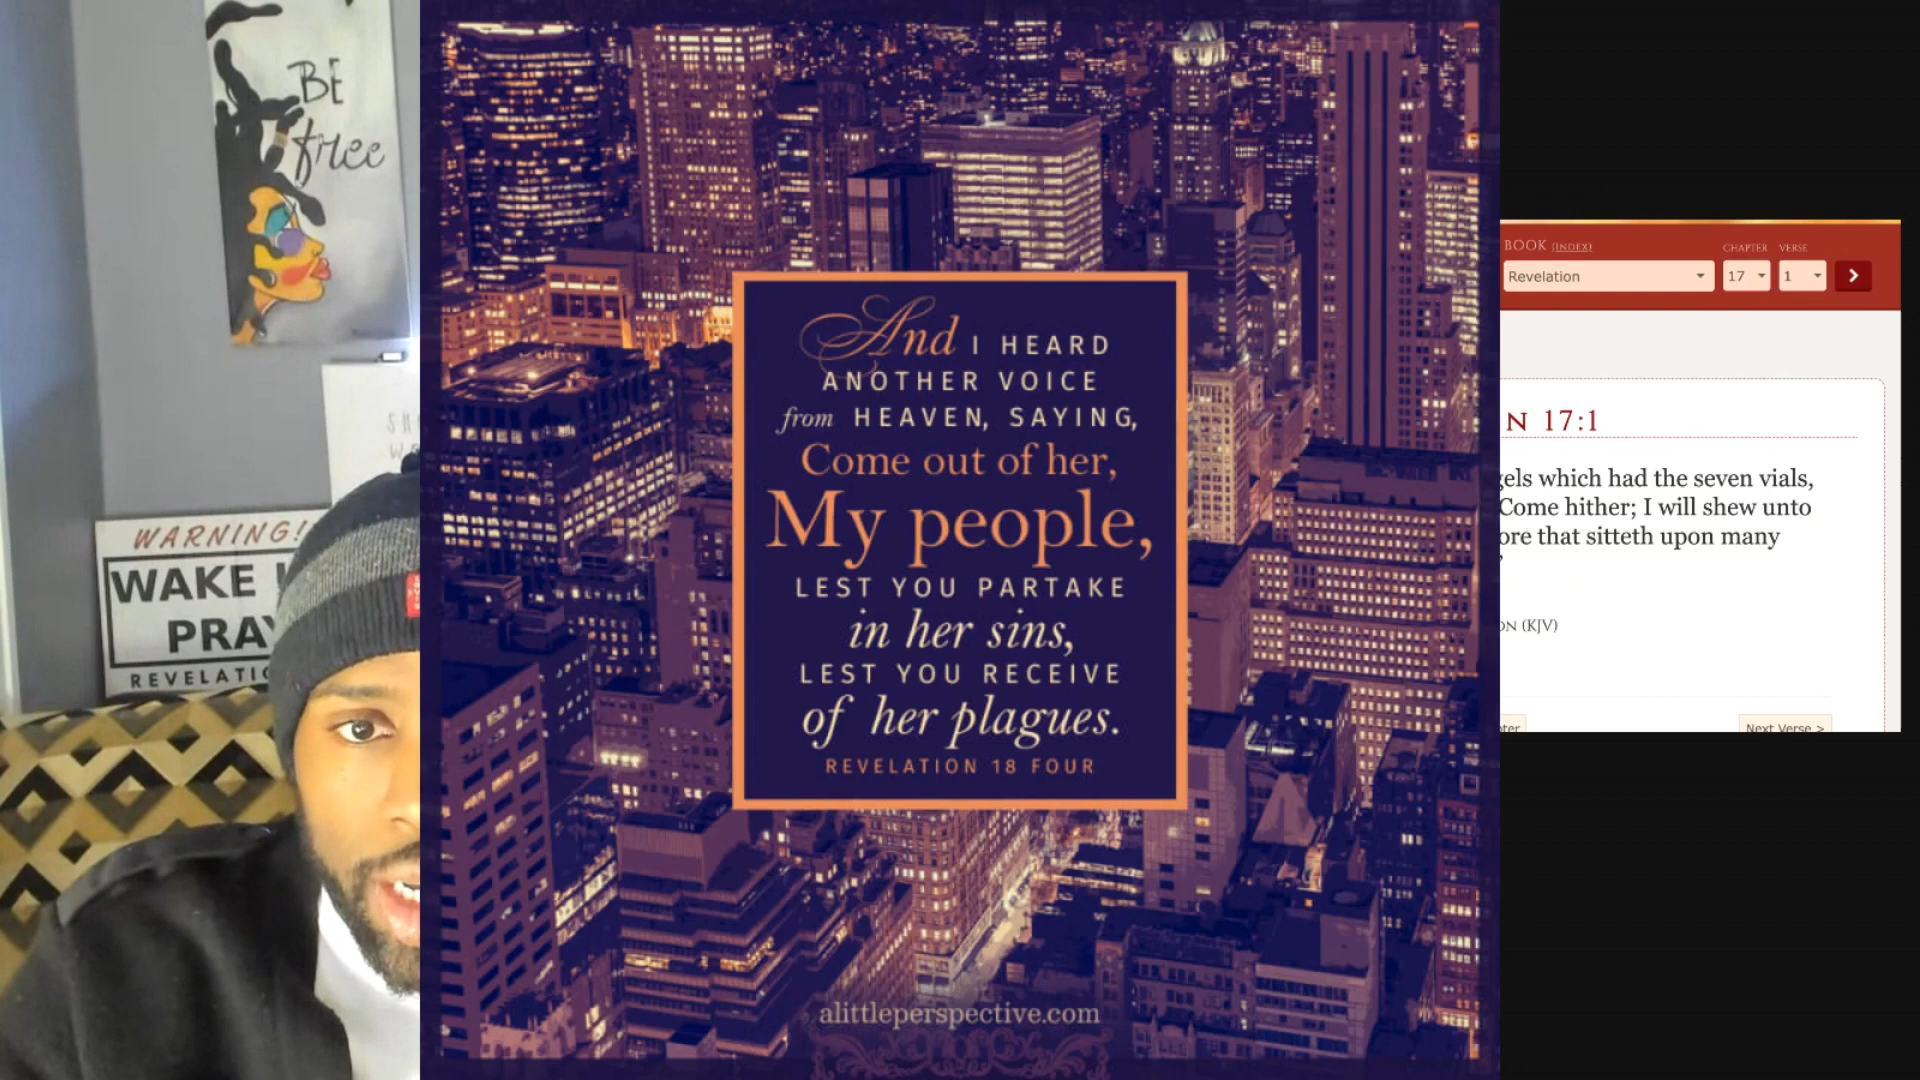 BE
free
WARNING!
WAKE
PRAY
And I HEARD
ANOTHER VOICE
from HEAVEN, SAYING,
Come out of her,
My people,
LEST YOU PARTAKE
in her sins,
LEST YOU RECEIVE
of her plagues.
REVELATION 18 FOUR
alittleperspective.com
BOOK (INDEX)
CHAPTER VERSE
Revelation 17 1
N 17:1
gels which had the seven vials,
Come hither; I will shew unto
ore that sitteth upon many
ON (KJV)
Next Verse >